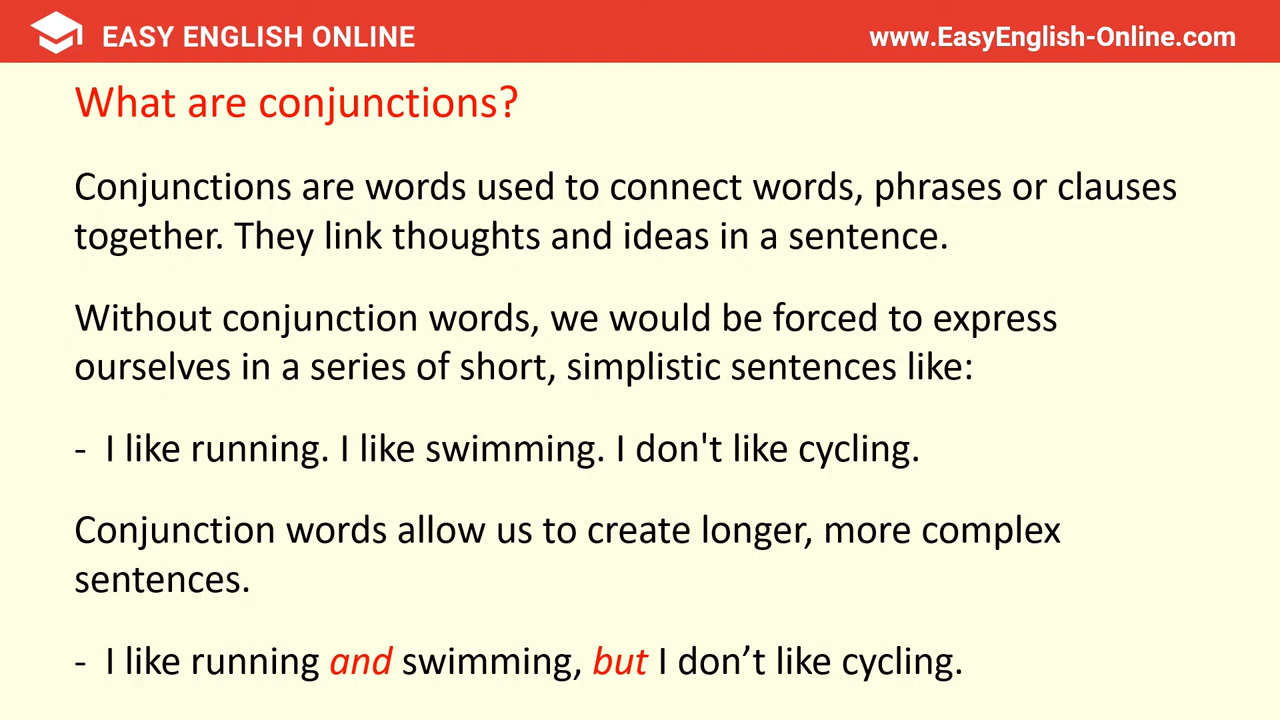 EASY ENGLISH ONLINE
www.EasyEnglish-Online.com
What are conjunctions?
Conjunctions are words used to connect words, phrases or clauses
together. They link thoughts and ideas in a sentence.
Without conjunction words, we would be forced to express
ourselves in a series of short, simplistic sentences like:
- I like running. I like swimming. I don't like cycling.
Conjunction words allow us to create longer, more complex
sentences.
- I like running and swimming, but I don’t like cycling.